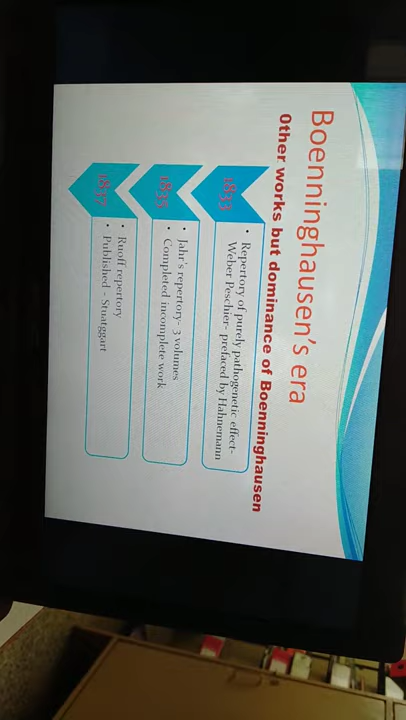 Boenninghausen's era
Other works but dominance of Boenninghausen
1833
• Repertory of purely pathogenetic effect-
Weber Peschier- prefaced by Hahnemann
1835
• Jahr's repertory- 3 volumes
• Completed incomplete work
1837
• Ruoff repertory
• Published - Stuatggart